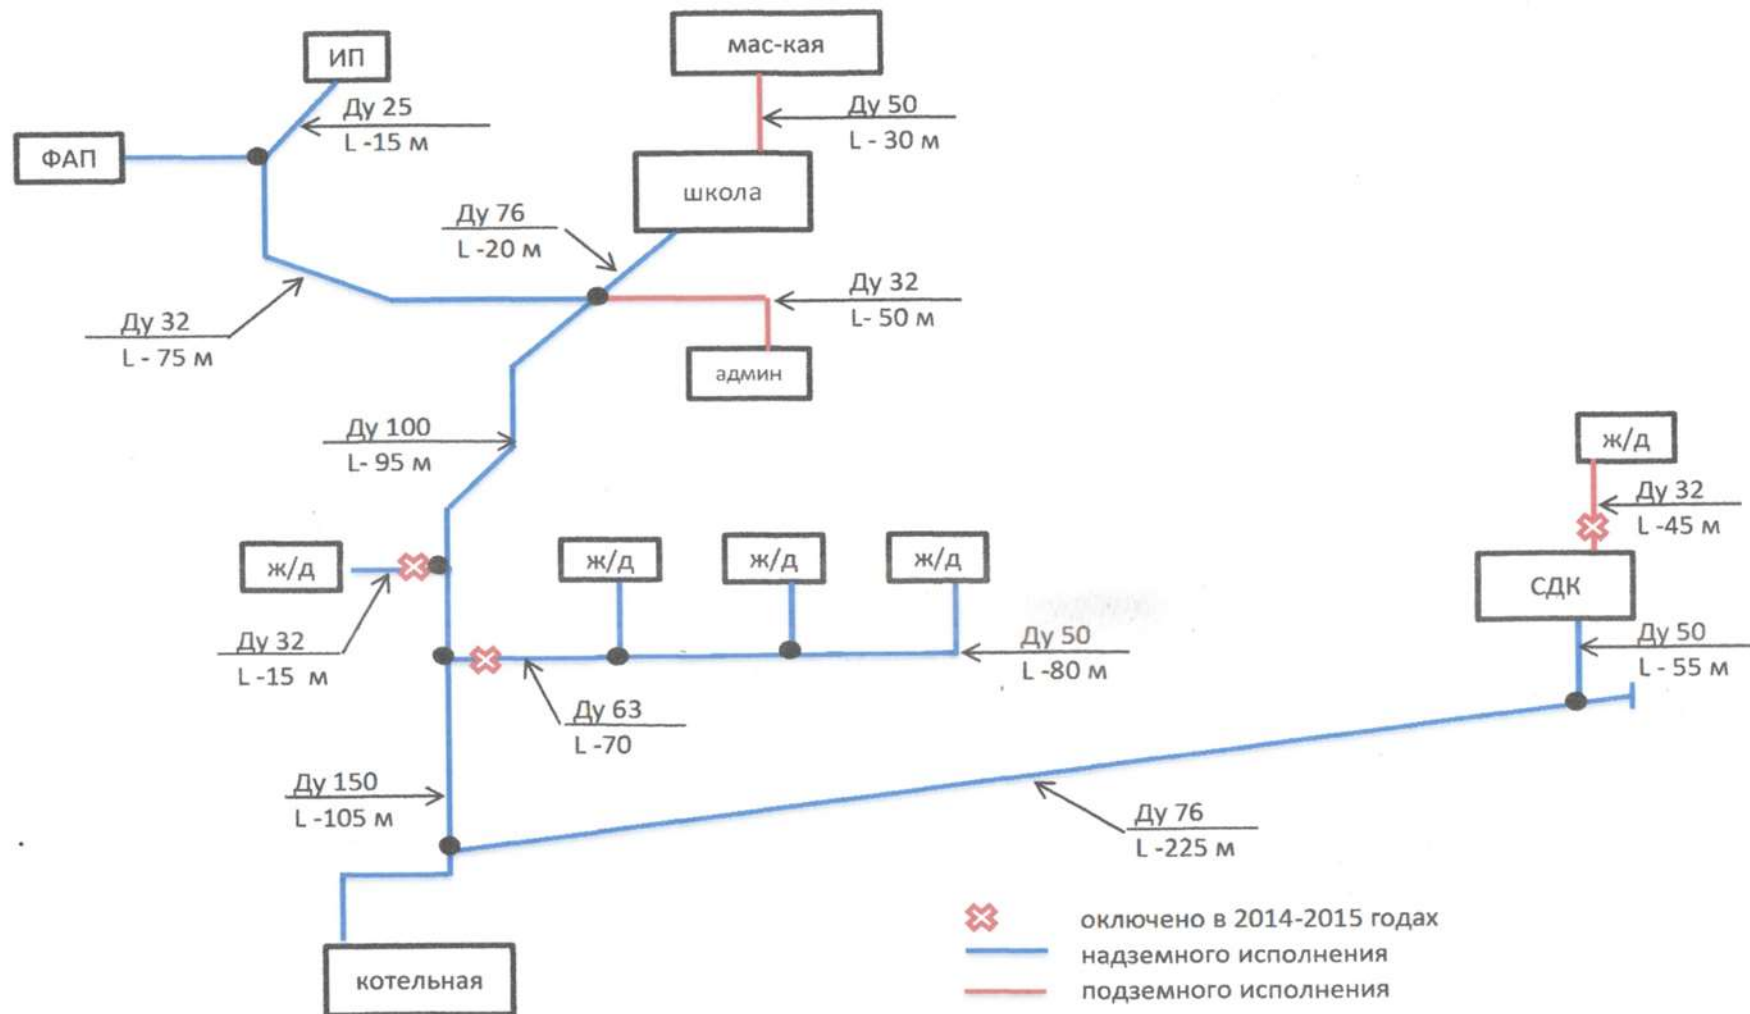 ИП
мас-кая
Ду 25
L -15 м
Ду 50
L - 30 м
ФАП
школа
Ду 76
L -20 м
Ду 32
L- 50 м
Ду 32
L - 75 м
админ
Ду 100
L- 95 м
ж/д
Ду 32
L -45 м
ж/д
ж/д
ж/д
ж/д
СДК
Ду 32
L -15 м
Ду 50
L -80 м
Ду 50
L - 55 м
Ду 63
L -70
Ду 150
L -105 м
Ду 76
L -225 м
оключено в 2014-2015 годах
надземного исполнения
подземного исполнения
котельная